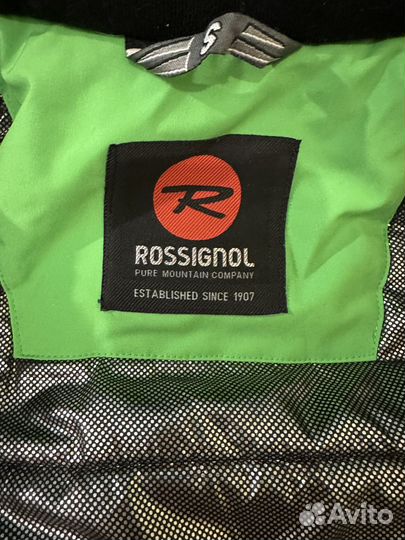 S
R
ROSSIGNOL
PURE MOUNTAIN COMPANY
ESTABLISHED SINCE 1907
Avito